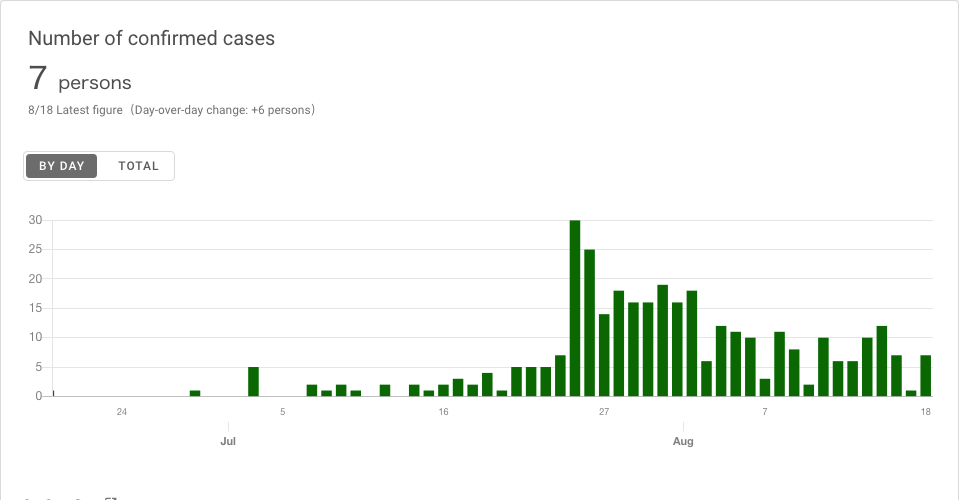 Number of confirmed cases
7 persons
8/18 Latest figure（Day-over-day change: +6 persons）
BY DAY TOTAL
30
25
20
15
10
5
0
24 5 16 27 7 18
Jul Aug